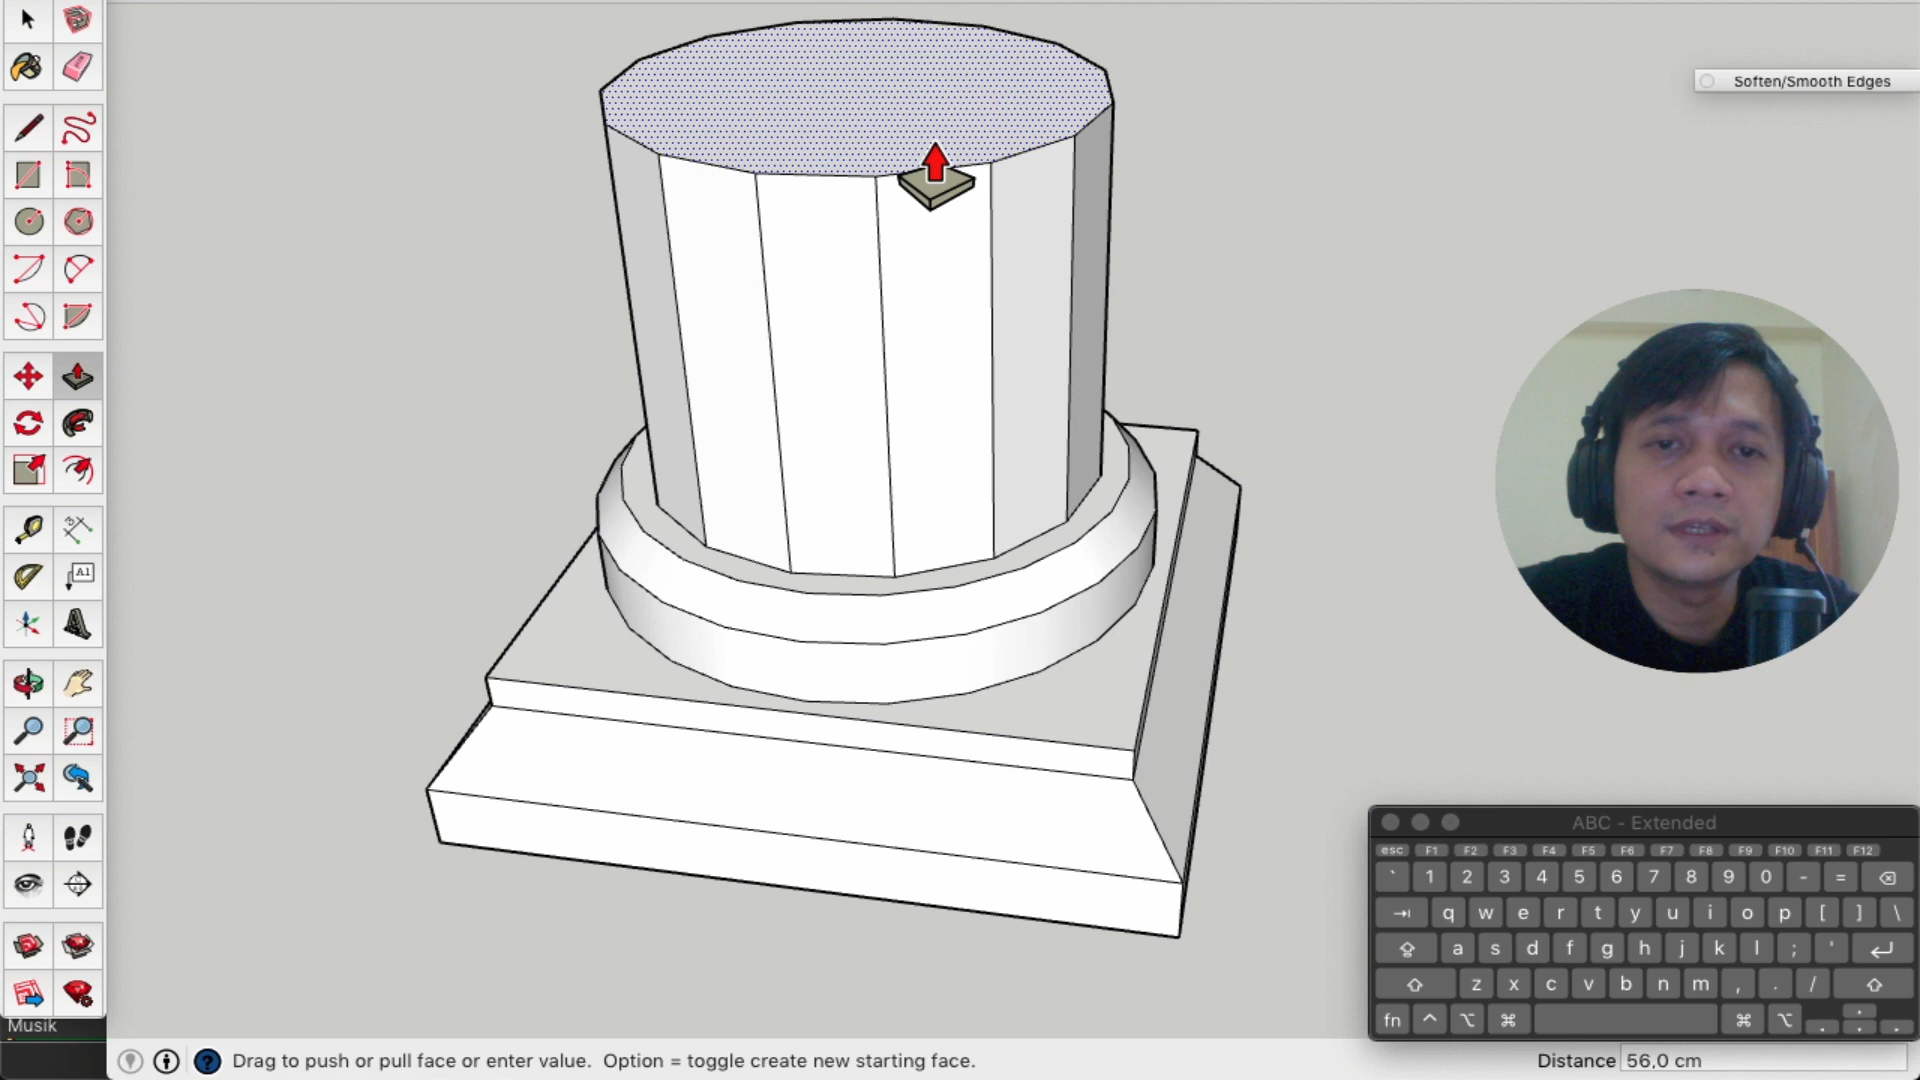 Soften/Smooth Edges
A1
Musik
ABC - Extended
esc F1 F2 F3 F4 F5 F6 F7 F8 F9 F10 F11 F12
` 1 2 3 4 5 6 7 8 9 0 - =
q w e r t y u i o p [ ] \
a s d f g h j k l ; '
z x c v b n m , . /
fn ^ ⌥ ⌘ ⌘ ⌥
Drag to push or pull face or enter value. Option = toggle create new starting face.
Distance 56,0 cm